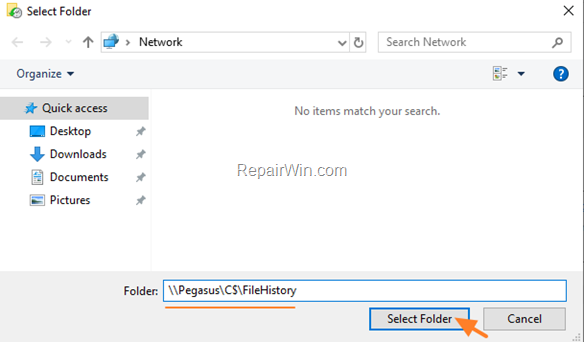 Select Folder
Network
Search Network
Organize
?
Quick access
Desktop
Downloads
Documents
Pictures
No items match your search.
RepairWin.com
Folder: \\Pegasus\C$\FileHistory
Select Folder Cancel